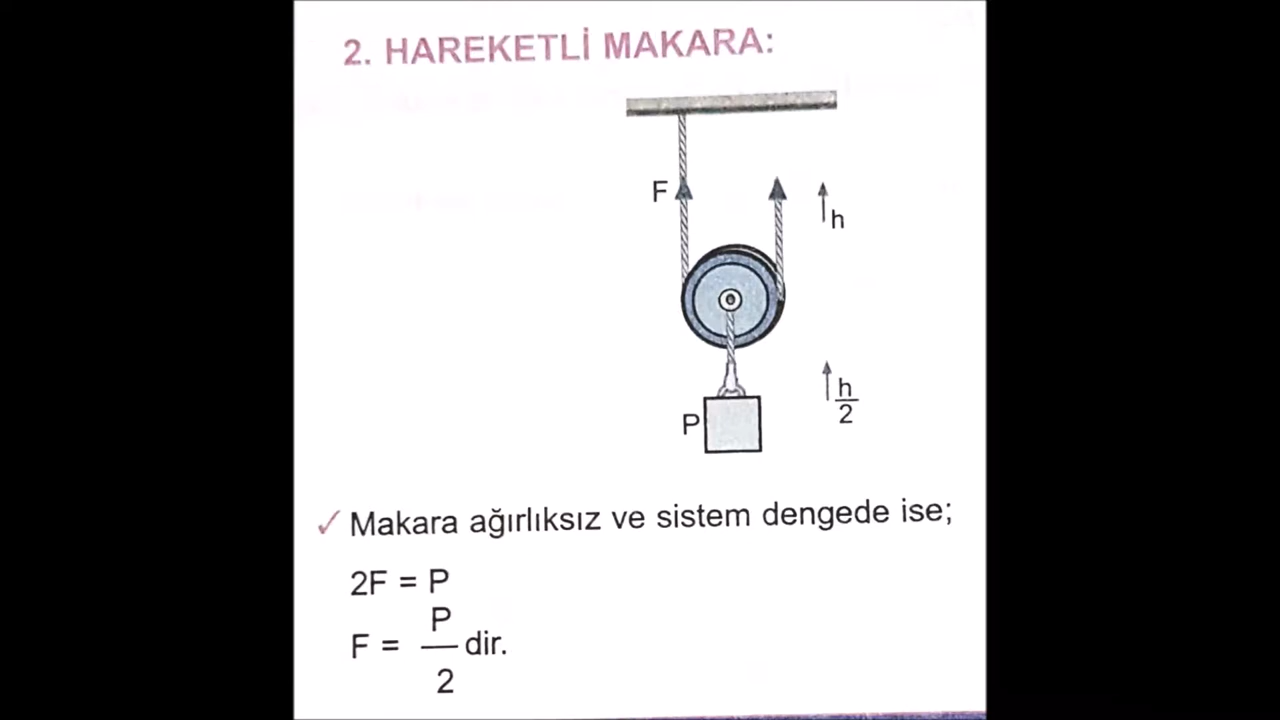 2. HAREKETLİ MAKARA:
F
h
h
2
P
✓ Makara ağırlıksız ve sistem dengede ise;
2F = P
F = P/2 dir.